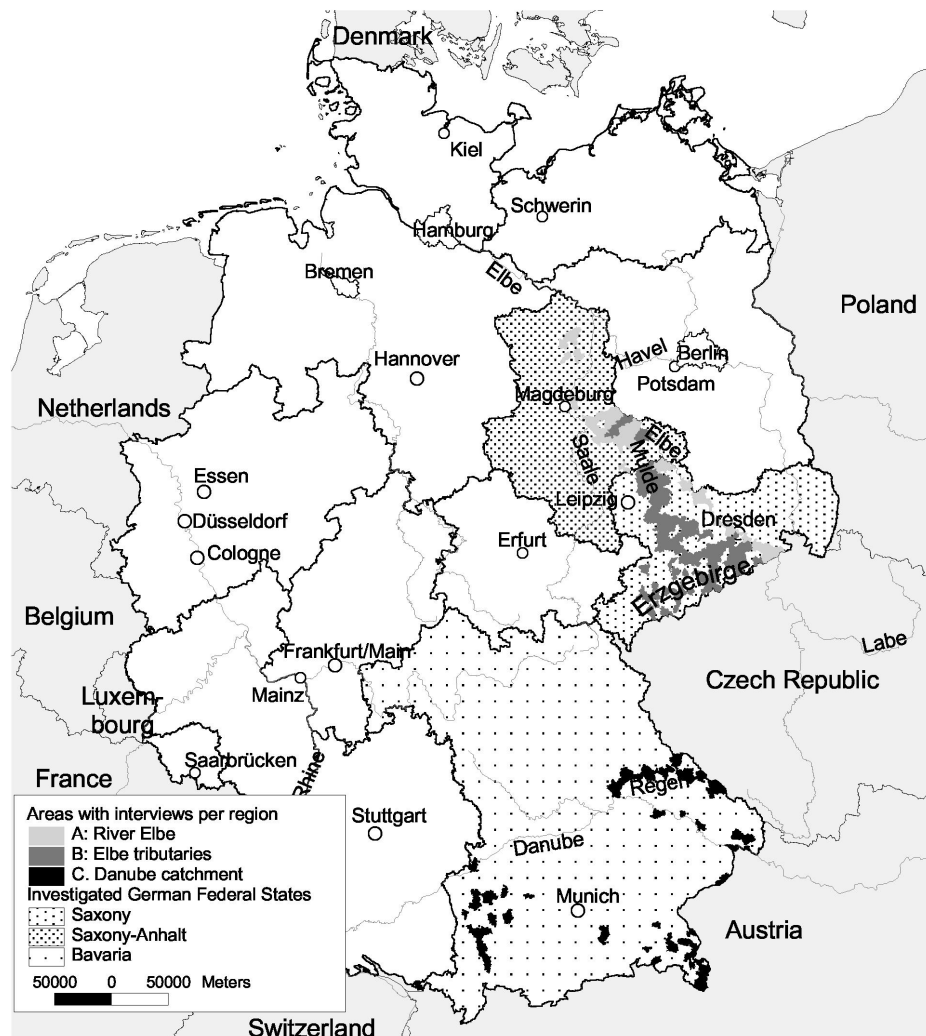 Denmark
Kiel
Schwerin
Hamburg
Bremen
Elbe
Poland
Hannover
Havel
Berlin
Potsdam
Magdeburg
Netherlands
Elbe
Saale
Mulde
Essen
Leipzig
Düsseldorf
Dresden
Erfurt
Cologne
Erzgebirge
Belgium
Labe
Frankfurt/Main
Czech Republic
Mainz
Luxem-
bourg
Saarbrücken
Rhine
France
Regen
Stuttgart
Danube
Munich
Austria
Switzerland
Areas with interviews per region
A: River Elbe
B: Elbe tributaries
C. Danube catchment
Investigated German Federal States
Saxony
Saxony-Anhalt
Bavaria
50000 0 50000 Meters